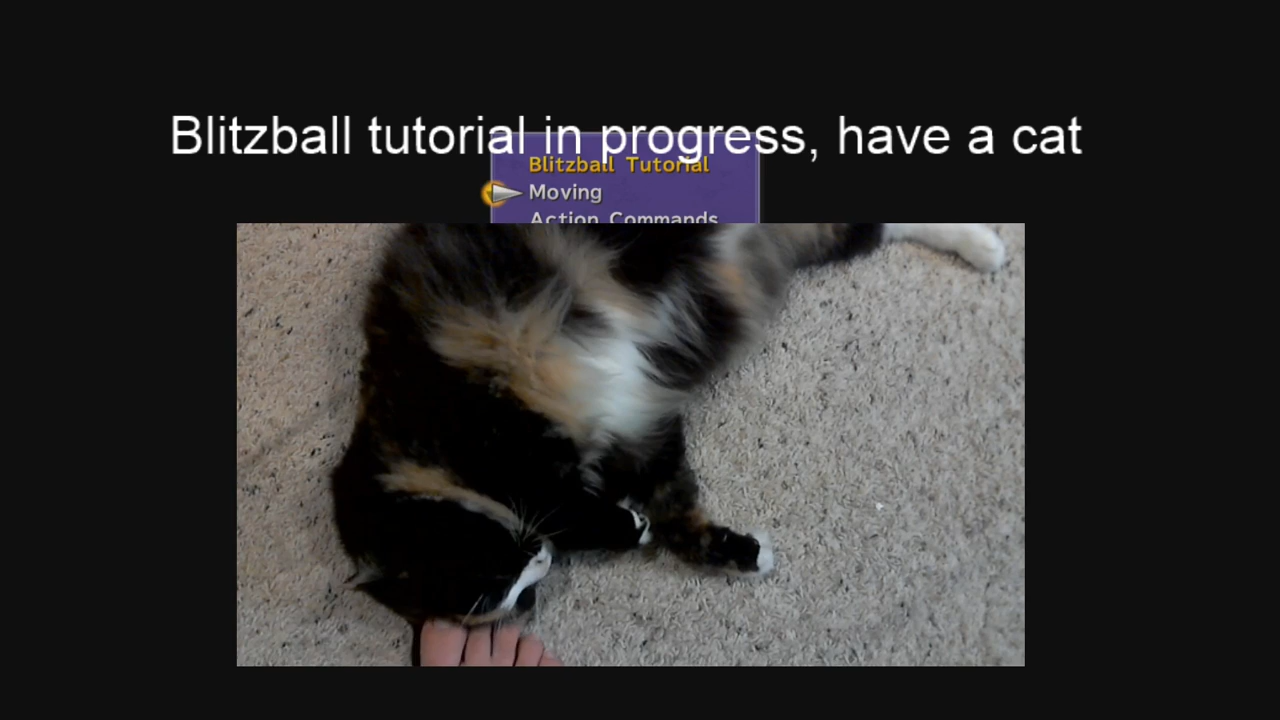 Blitzball tutorial in progress, have a cat
Blitzball Tutorial
Moving
Action Commands